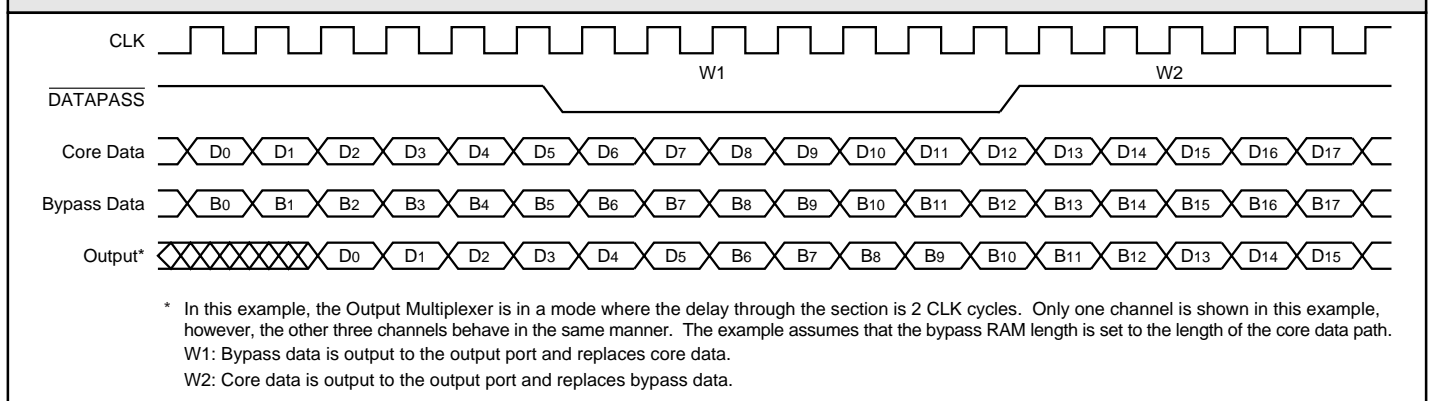 CLK
W1 W2
DATAPASS
Core Data D0 D1 D2 D3 D4 D5 D6 D7 D8 D9 D10 D11 D12 D13 D14 D15 D16 D17
Bypass Data B0 B1 B2 B3 B4 B5 B6 B7 B8 B9 B10 B11 B12 B13 B14 B15 B16 B17
Output* D0 D1 D2 D3 D4 D5 B6 B7 B8 B9 B10 B11 B12 D13 D14 D15
* In this example, the Output Multiplexer is in a mode where the delay through the section is 2 CLK cycles. Only one channel is shown in this example,
however, the other three channels behave in the same manner. The example assumes that the bypass RAM length is set to the length of the core data path.
W1: Bypass data is output to the output port and replaces core data.
W2: Core data is output to the output port and replaces bypass data.